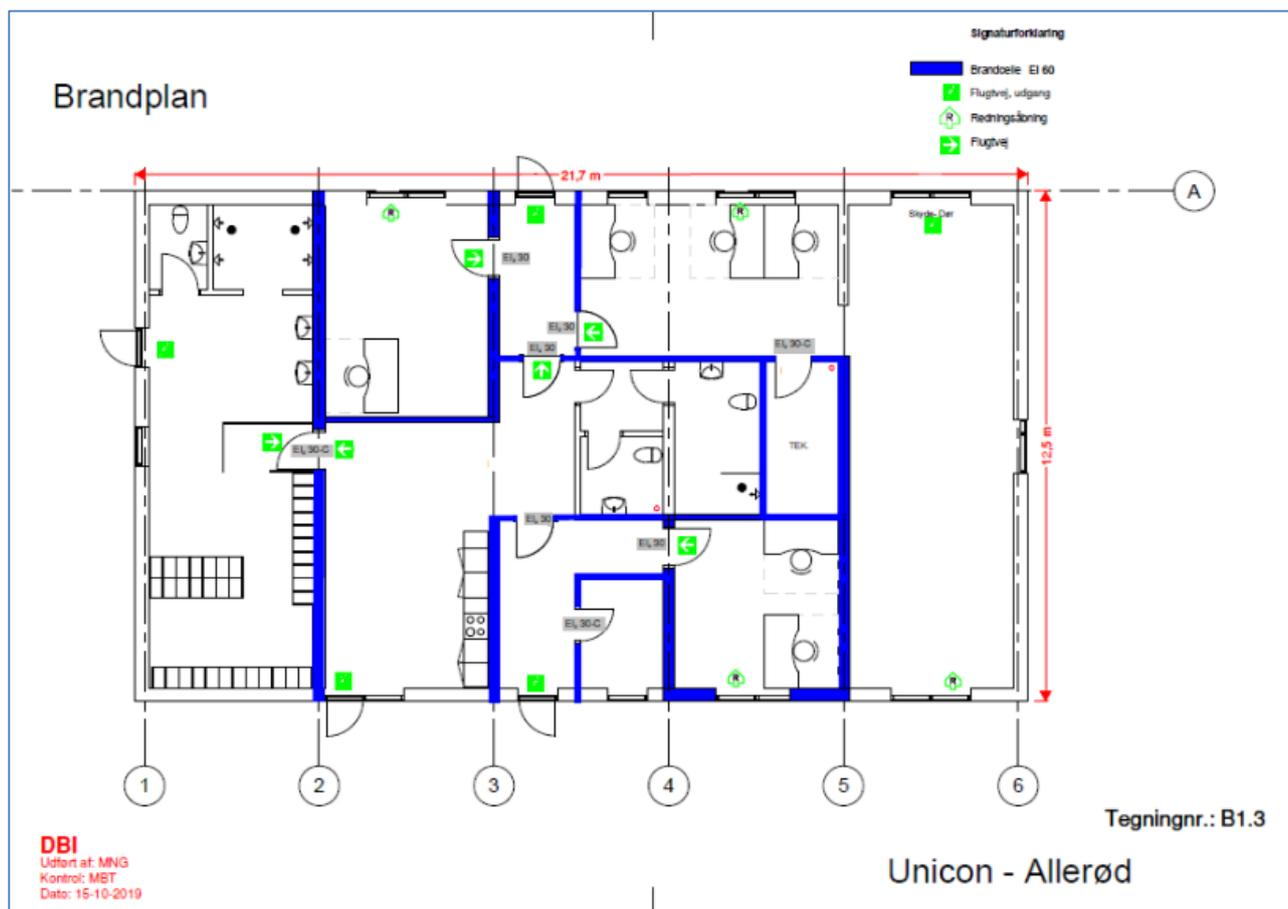 Signaturforklaring
Brandcelle EI 60
Flugtvej, udgang
R Redningsåbning
Flugtvej
Brandplan
21,7 m
A
Skyde-Dør
R
R
EI₂ 30
EI₂ 30
EI₂ 30
EI₂ 30-C
EI₂ 30-C
TEK.
12,5 m
EI₂ 30
EI₂ 30
EI₂ 30-C
R
R
1
2
3
4
5
6
Tegningnr.: B1.3
DBI
Udført af: MNG
Kontrol: MBT
Dato: 15-10-2019
Unicon - Allerød